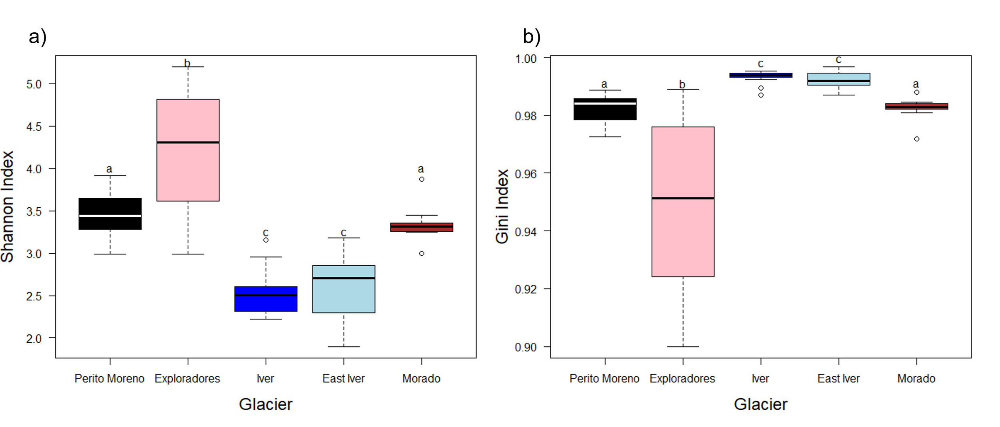 a)
Shannon Index
5.0
4.5
4.0
3.5
3.0
2.5
2.0
a
b
c
c
a
Perito Moreno Exploradores Iver East Iver Morado
Glacier
b)
Gini Index
1.00
0.98
0.96
0.94
0.92
0.90
a
b
c
c
a
Perito Moreno Exploradores Iver East Iver Morado
Glacier